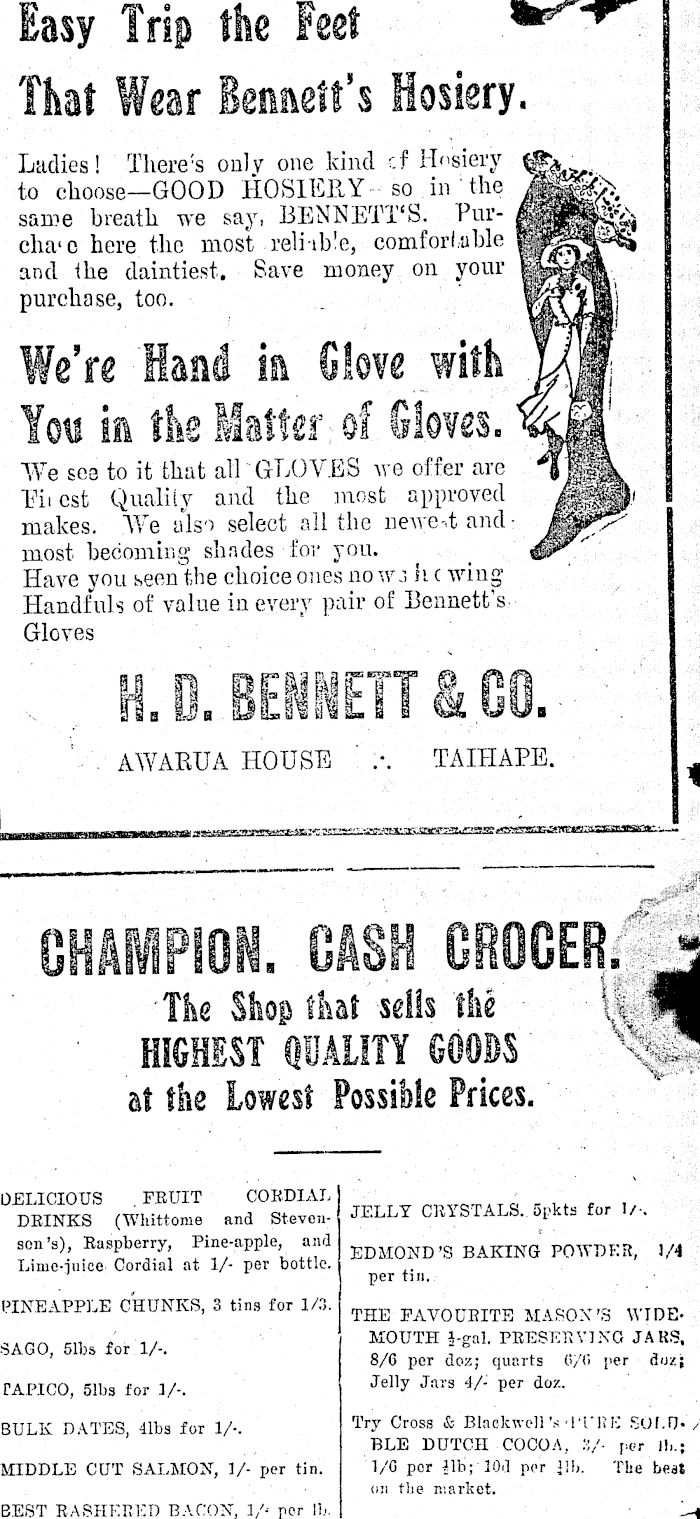 Easy Trip the Feet
That Wear Bennett's Hosiery.
Ladies! There's only one kind of Hosiery
to choose—GOOD HOSIERY—so in the
same breath we say, BENNETT'S. Pur-
chase here the most reliable, comfortable
and the daintiest. Save money on your
purchase, too.
We're Hand in Glove with
You in the Matter of Gloves.
We see to it that all GLOVES we offer are
Finest Quality and the most approved
makes. We also select all the newest and
most becoming shades for you.
Have you seen the choice ones now showing
Handfuls of value in every pair of Bennett's
Gloves
H. D. BENNETT & CO.
AWARUA HOUSE ∴ TAIHAPE.
CHAMPION. CASH GROCER.
The Shop that sells the
HIGHEST QUALITY GOODS
at the Lowest Possible Prices.
DELICIOUS FRUIT CORDIAL
DRINKS (Whittome and Steven-
son's), Raspberry, Pine-apple, and
Lime-juice Cordial at 1/- per bottle.
PINEAPPLE CHUNKS, 3 tins for 1/3.
SAGO, 5lbs for 1/-.
TAPICO, 5lbs for 1/-.
BULK DATES, 4lbs for 1/-.
MIDDLE CUT SALMON, 1/- per tin.
BEST RASHERED BACON, 1/- per lb.
JELLY CRYSTALS. 5pkts for 1/-.
EDMOND'S BAKING POWDER, 1/4
per tin.
THE FAVOURITE MASON'S WIDE-
MOUTH ½-gal. PRESERVING JARS,
8/6 per doz; quarts 6/6 per doz;
Jelly Jars 4/- per doz.
Try Cross & Blackwell's PURE SOLU-
BLE DUTCH COCOA, 3/- per lb.;
1/6 per ½lb; 10d per ¼lb. The best
on the market.